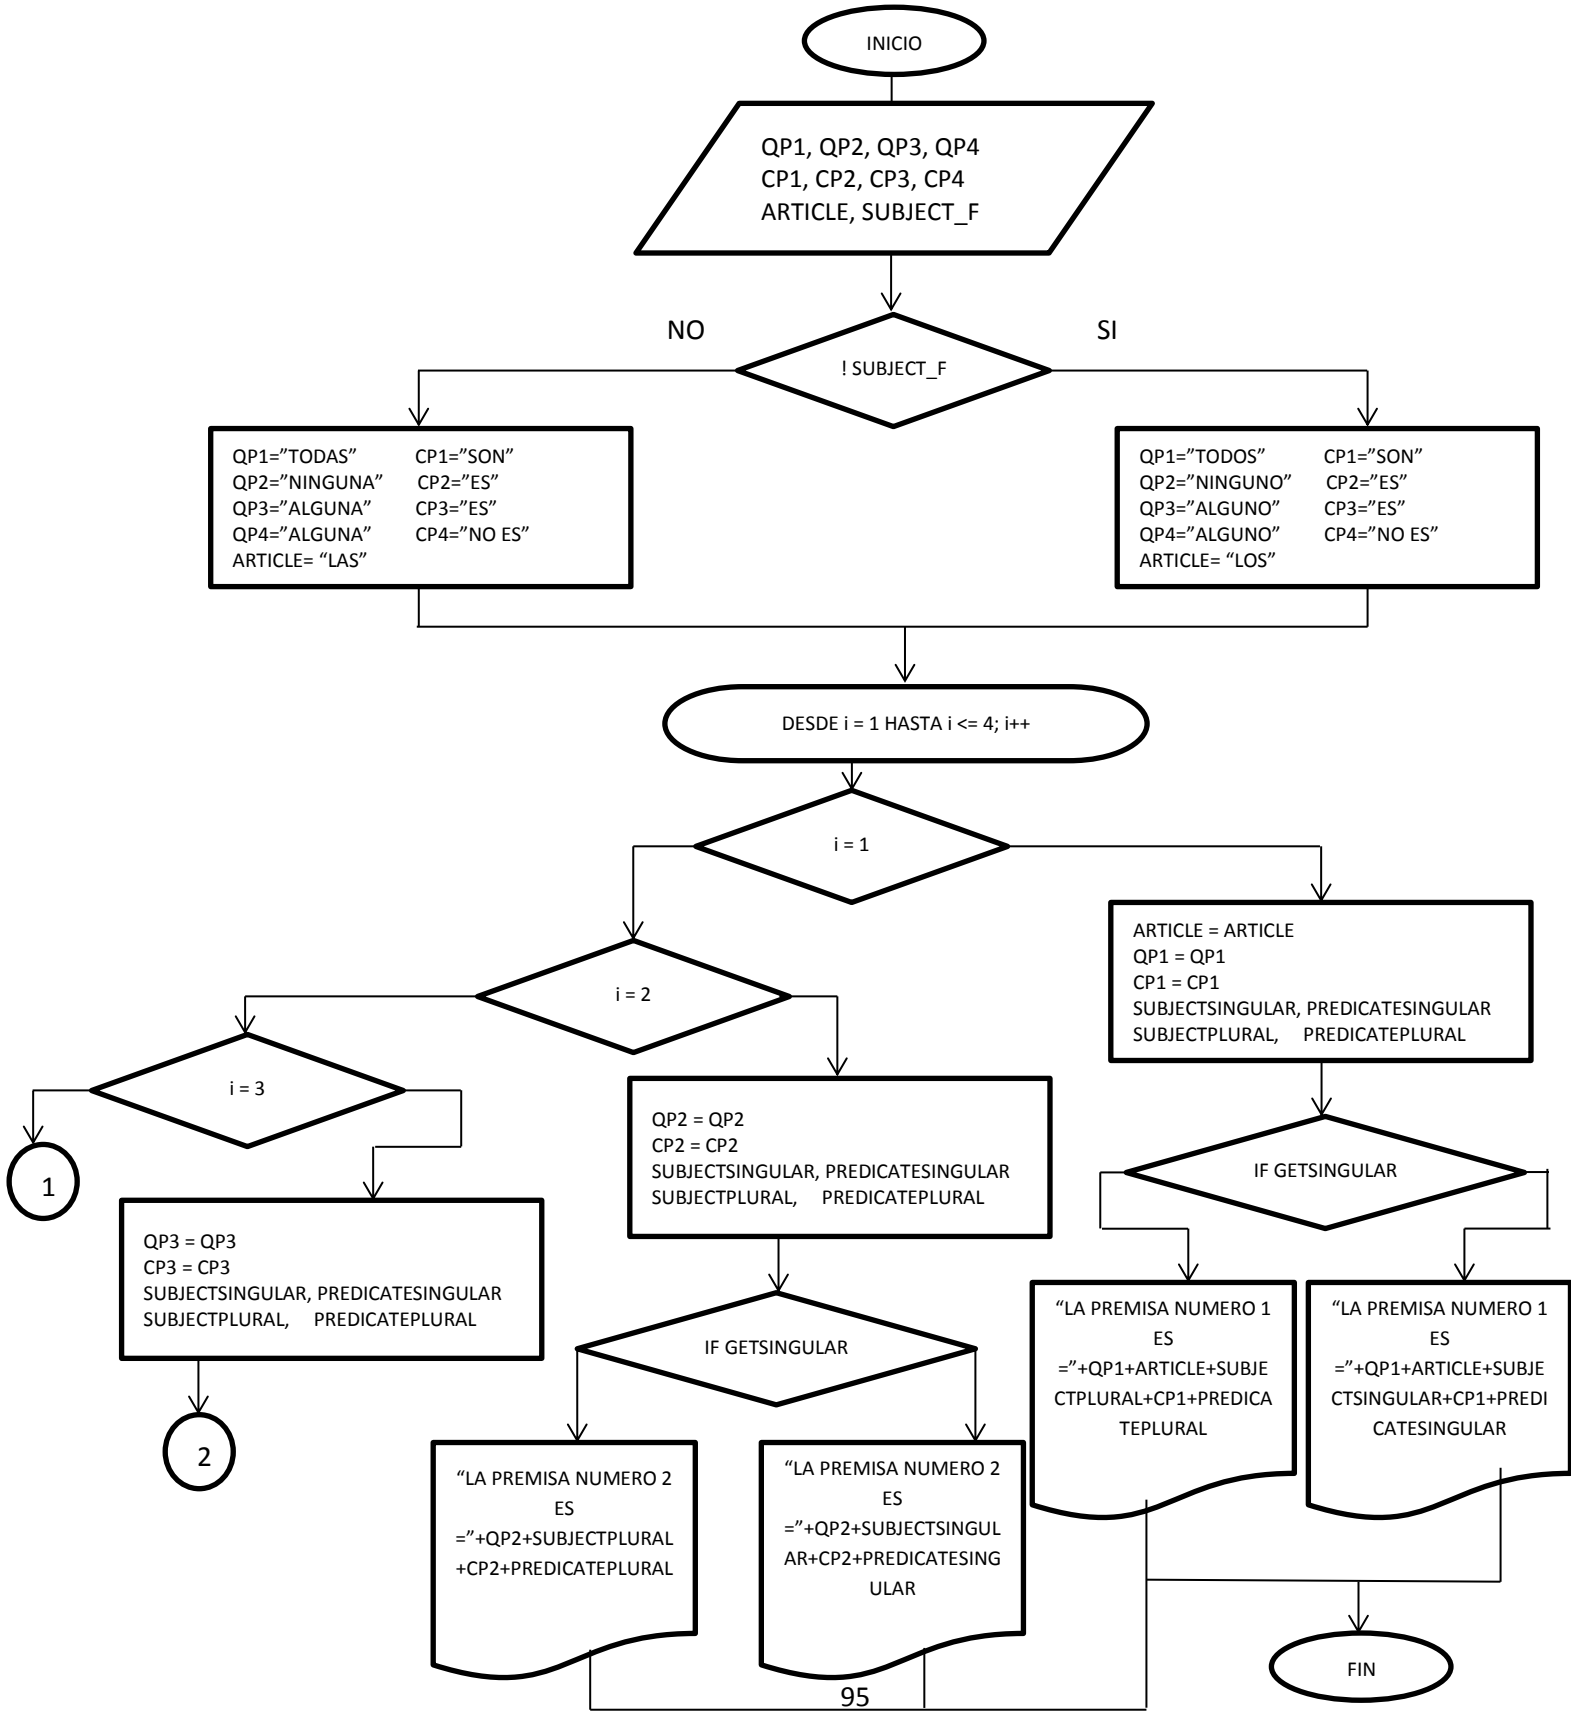 INICIO
QP1, QP2, QP3, QP4
CP1, CP2, CP3, CP4
ARTICLE, SUBJECT_F
NO
SI
! SUBJECT_F
QP1=”TODAS” CP1=”SON”
QP2=”NINGUNA” CP2=”ES”
QP3=”ALGUNA” CP3=”ES”
QP4=”ALGUNA” CP4=”NO ES”
ARTICLE= “LAS”
QP1=”TODOS” CP1=”SON”
QP2=”NINGUNO” CP2=”ES”
QP3=”ALGUNO” CP3=”ES”
QP4=”ALGUNO” CP4=”NO ES”
ARTICLE= “LOS”
DESDE i = 1 HASTA i <= 4; i++
i = 1
ARTICLE = ARTICLE
QP1 = QP1
CP1 = CP1
SUBJECTSINGULAR, PREDICATESINGULAR
SUBJECTPLURAL, PREDICATEPLURAL
i = 2
i = 3
1
QP2 = QP2
CP2 = CP2
SUBJECTSINGULAR, PREDICATESINGULAR
SUBJECTPLURAL, PREDICATEPLURAL
IF GETSINGULAR
QP3 = QP3
CP3 = CP3
SUBJECTSINGULAR, PREDICATESINGULAR
SUBJECTPLURAL, PREDICATEPLURAL
2
IF GETSINGULAR
“LA PREMISA NUMERO 1
ES
=”+QP1+ARTICLE+SUBJE
CTPLURAL+CP1+PREDICA
TEPLURAL
“LA PREMISA NUMERO 1
ES
=”+QP1+ARTICLE+SUBJE
CTSINGULAR+CP1+PREDI
CATESINGULAR
“LA PREMISA NUMERO 2
ES
=”+QP2+SUBJECTPLURAL
+CP2+PREDICATEPLURAL
“LA PREMISA NUMERO 2
ES
=”+QP2+SUBJECTSINGUL
AR+CP2+PREDICATESING
ULAR
FIN
95